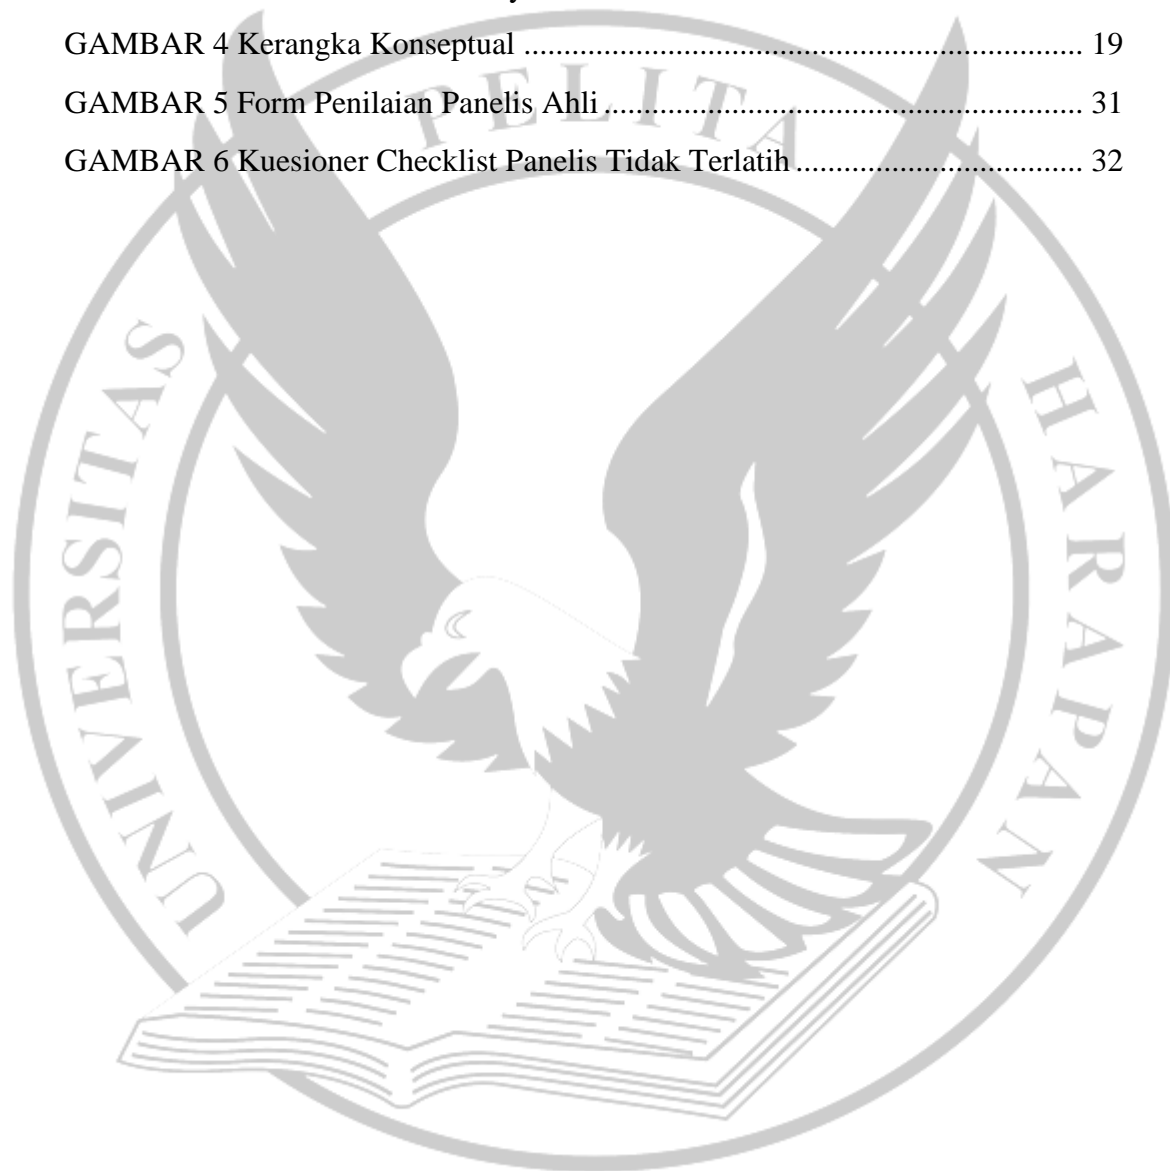 GAMBAR 4 Kerangka Konseptual ........................................................................ 19
GAMBAR 5 Form Penilaian Panelis Ahli ............................................................. 31
GAMBAR 6 Kuesioner Checklist Panelis Tidak Terlatih ..................................... 32
UNIVERSITAS PELITA HARAPAN